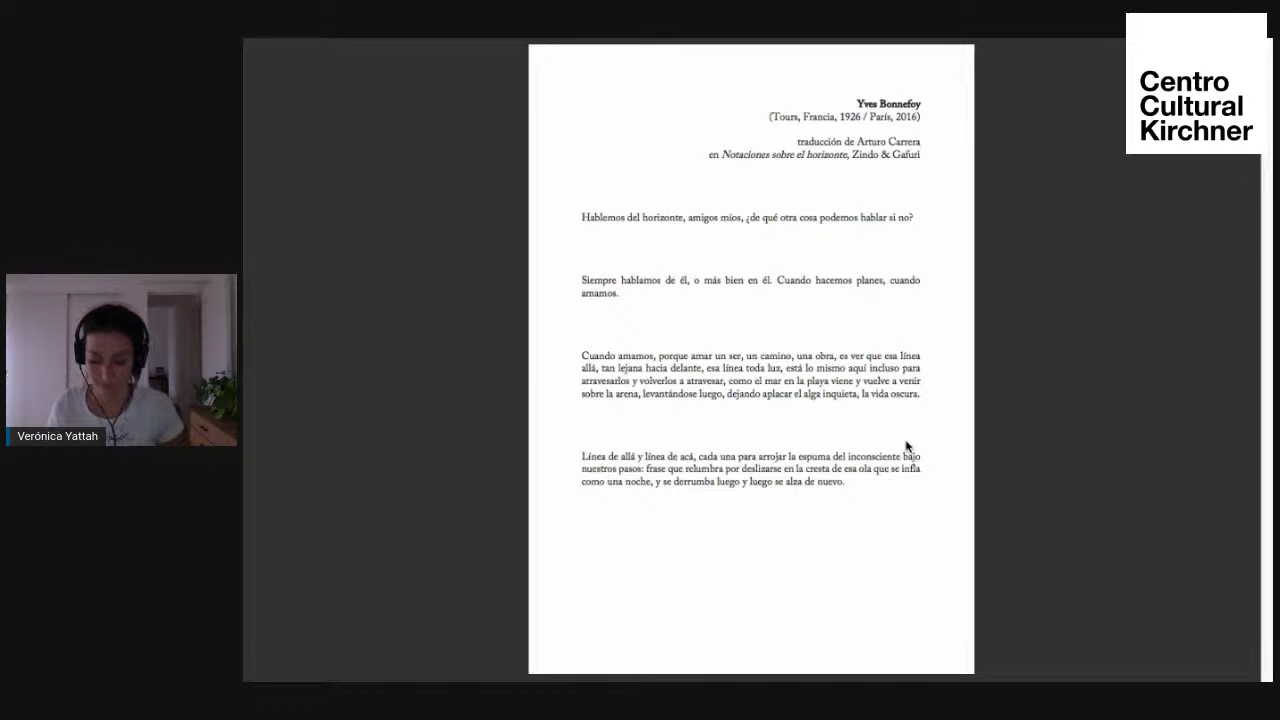 Centro
Cultural
Kirchner
Yves Bonnefoy
(Tours, Francia, 1926 / París, 2016)
traducción de Arturo Carrera
en Notaciones sobre el horizonte, Zindo & Gafuri
Hablemos del horizonte, amigos míos, ¿de qué otra cosa podemos hablar si no?
Siempre hablamos de él, o más bien en él. Cuando hacemos planes, cuando
amamos.
Cuando amamos, porque amar un ser, un camino, una obra, es ver que esa línea
allá, tan lejana hacia delante, esa línea toda luz, está lo mismo aquí incluso para
atravesarlos y volverlos a atravesar, como el mar en la playa viene y vuelve a venir
sobre la arena, levantándose luego, dejando aplacar el alga inquieta, la vida oscura.
Línea de allá y línea de acá, cada una para arrojar la espuma del inconsciente bajo
nuestros pasos: frase que relumbra por deslizarse en la cresta de esa ola que se infla
como una noche, y se derrumba luego y luego se alza de nuevo.
Verónica Yattah